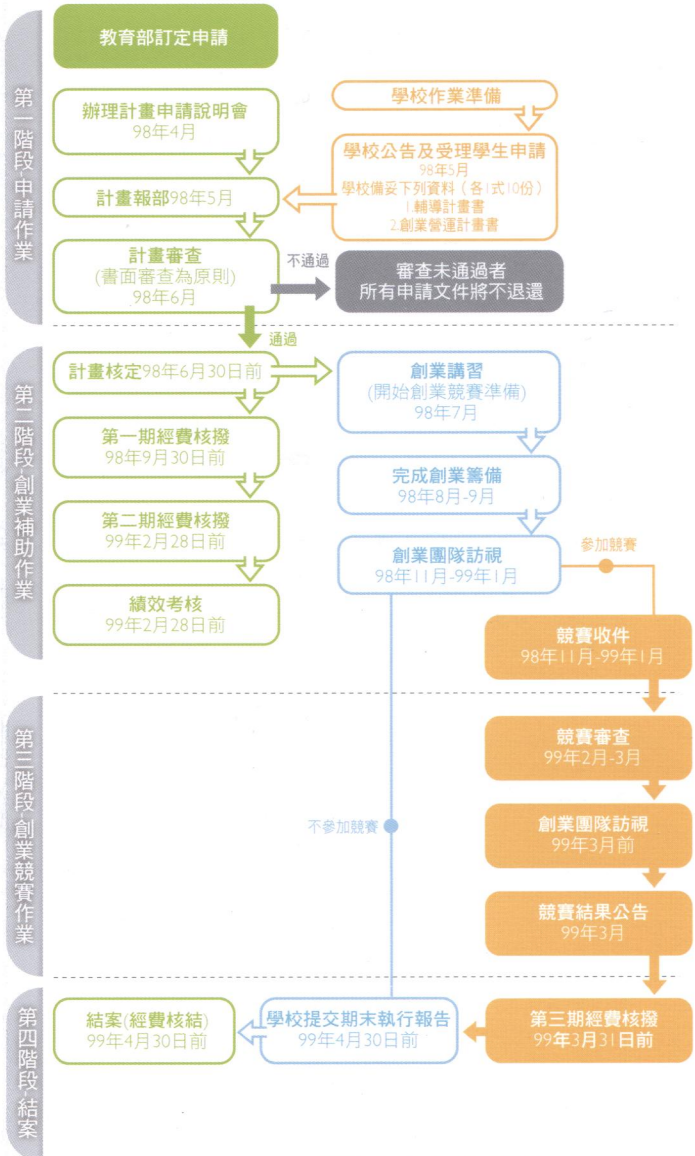 第一階段-申請作業
教育部訂定申請
辦理計畫申請說明會
98年4月
學校作業準備
學校公告及受理學生申請
98年5月
學校備妥下列資料（各1式10份）
1.輔導計畫書
2.創業營運計畫書
計畫報部98年5月
計畫審查
(書面審查為原則)
98年6月
不通過
審查未通過者
所有申請文件將不退還
通過
第二階段-創業補助作業
計畫核定98年6月30日前
第一期經費核撥
98年9月30日前
第二期經費核撥
99年2月28日前
績效考核
99年2月28日前
創業講習
(開始創業競賽準備)
98年7月
完成創業籌備
98年8月-9月
創業團隊訪視
98年11月-99年1月
參加競賽
競賽收件
98年11月-99年1月
第三階段-創業競賽作業
不參加競賽
競賽審查
99年2月-3月
創業團隊訪視
99年3月前
競賽結果公告
99年3月
第四階段-結案
結案(經費核結)
99年4月30日前
學校提交期末執行報告
99年4月30日前
第三期經費核撥
99年3月31日前